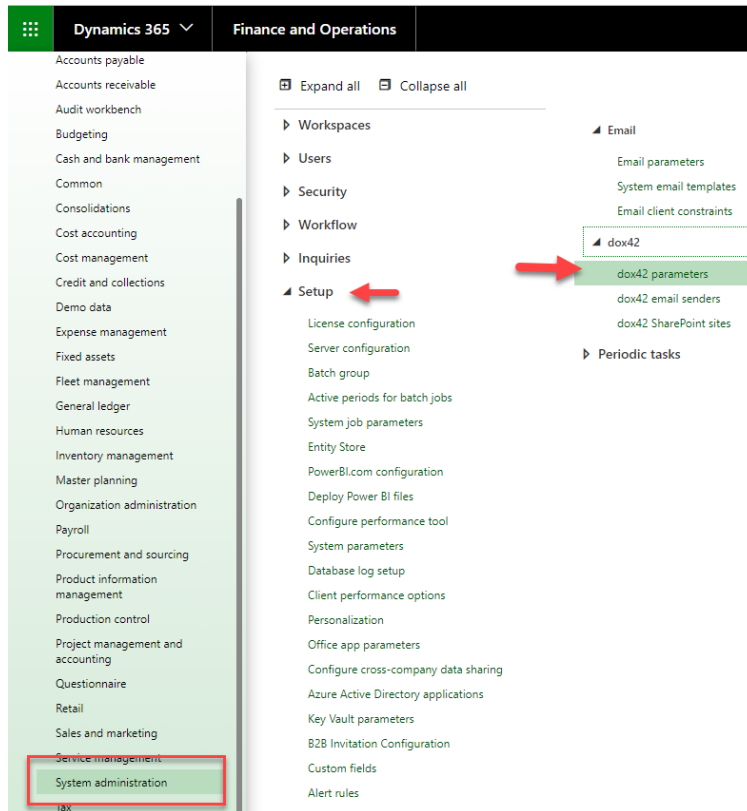 Dynamics 365
Finance and Operations
Accounts payable
Accounts receivable
Audit workbench
Budgeting
Cash and bank management
Common
Consolidations
Cost accounting
Cost management
Credit and collections
Demo data
Expense management
Fixed assets
Fleet management
General ledger
Human resources
Inventory management
Master planning
Organization administration
Payroll
Procurement and sourcing
Product information
management
Production control
Project management and
accounting
Questionnaire
Retail
Sales and marketing
Service management
System administration
Tax
Expand all
Collapse all
Workspaces
Users
Security
Workflow
Inquiries
Setup
License configuration
Server configuration
Batch group
Active periods for batch jobs
System job parameters
Entity Store
PowerBI.com configuration
Deploy Power BI files
Configure performance tool
System parameters
Database log setup
Client performance options
Personalization
Office app parameters
Configure cross-company data sharing
Azure Active Directory applications
Key Vault parameters
B2B Invitation Configuration
Custom fields
Alert rules
Email
Email parameters
System email templates
Email client constraints
dox42
dox42 parameters
dox42 email senders
dox42 SharePoint sites
Periodic tasks